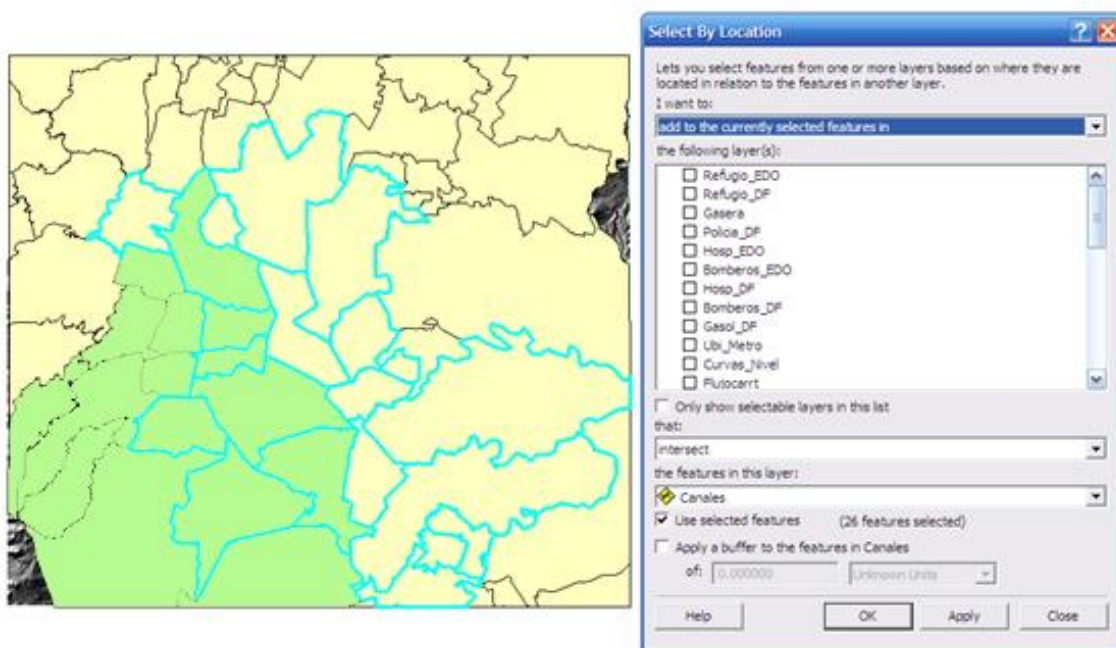 Select By Location
Lets you select features from one or more layers based on where they are
located in relation to the features in another layer.
I want to:
add to the currently selected features in
the following layer(s):
Refugio_EDO
Refugio_DF
Gasera
Policia_DF
Hosp_EDO
Bomberos_EDO
Hosp_DF
Bomberos_DF
Gasol_DF
Ubi_Metro
Curvas_Nivel
Flujocarrt
Only show selectable layers in this list
that:
intersect
the features in this layer:
Canales
Use selected features (26 features selected)
Apply a buffer to the features in Canales
of: 0.000000 Unknown Units
Help OK Apply Close